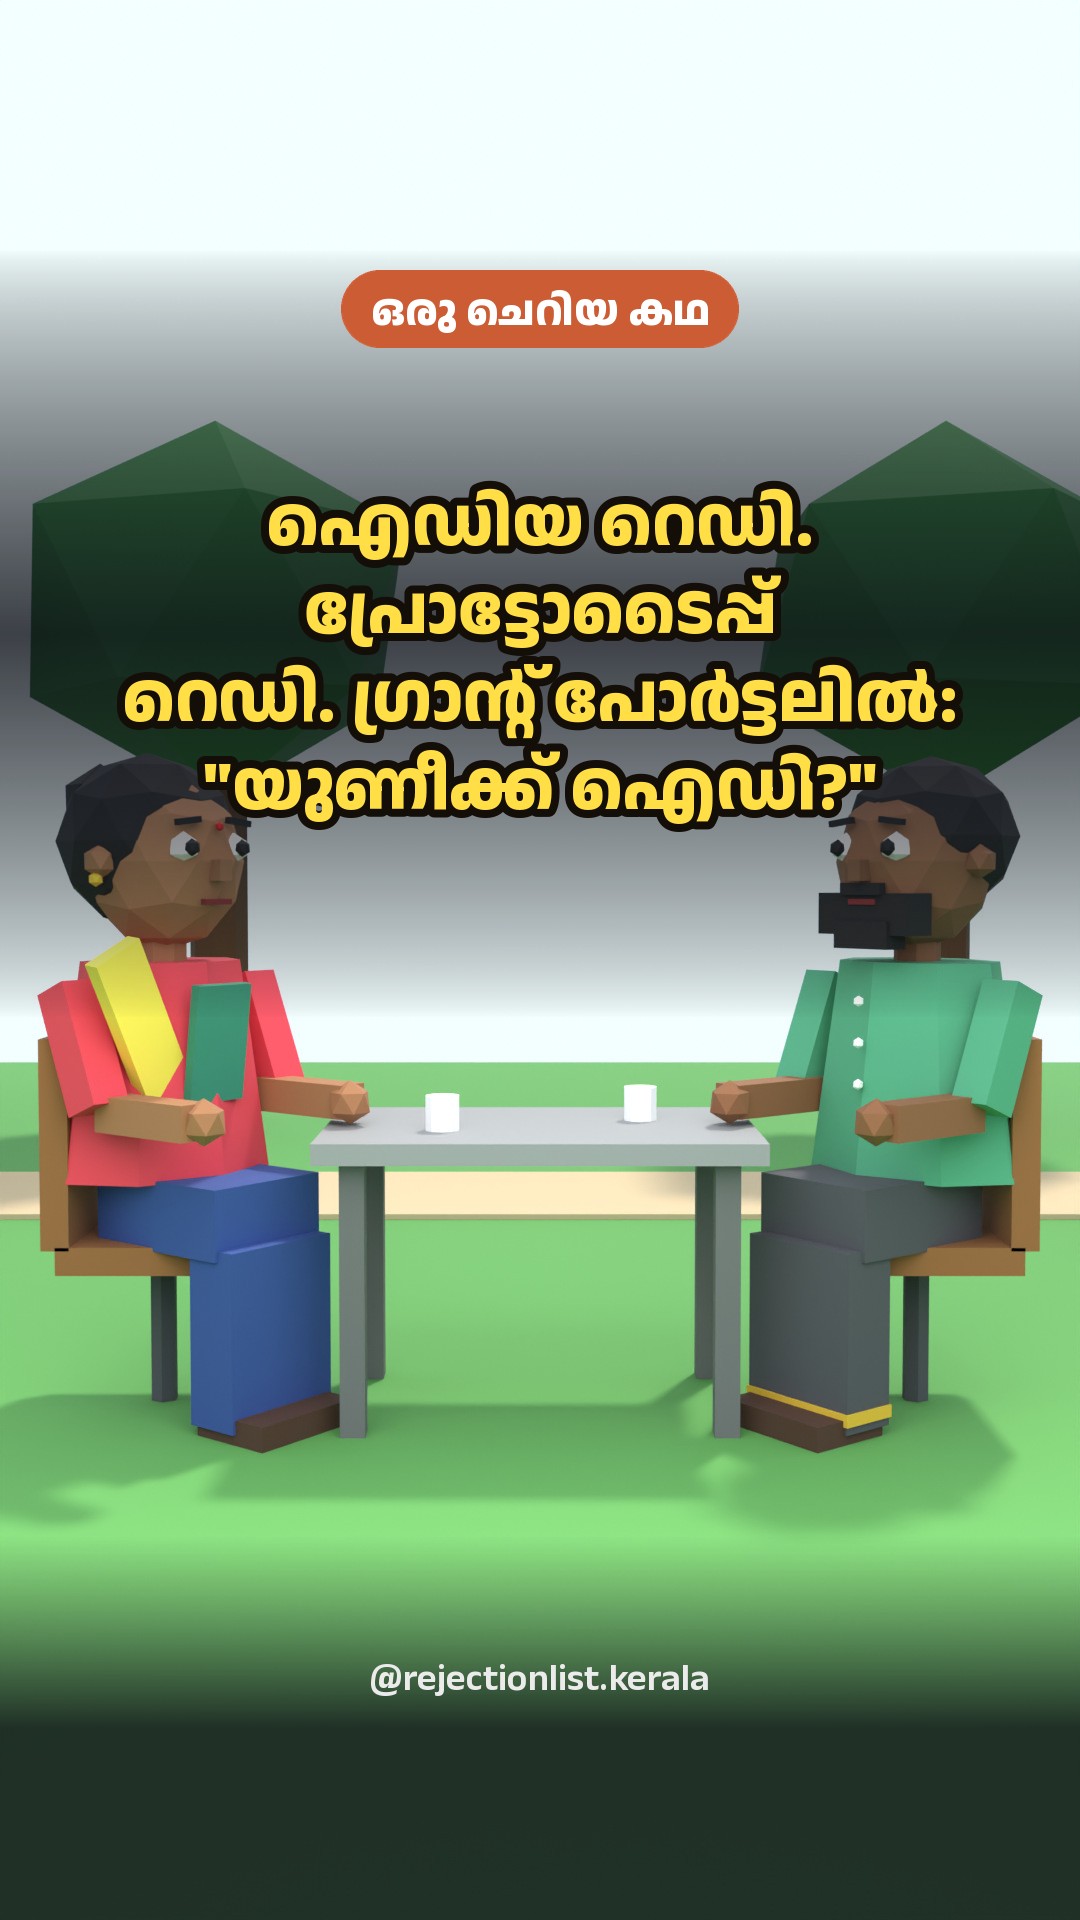 ഒരു ചെറിയ കഥ
ഐഡിയ റെഡി.
പ്രോട്ടോടൈപ്പ്
റെഡി. ഗ്രാന്റ് പോർട്ടലിൽ:
"യുണീക്ക് ഐഡി?"
@rejectionlist.kerala